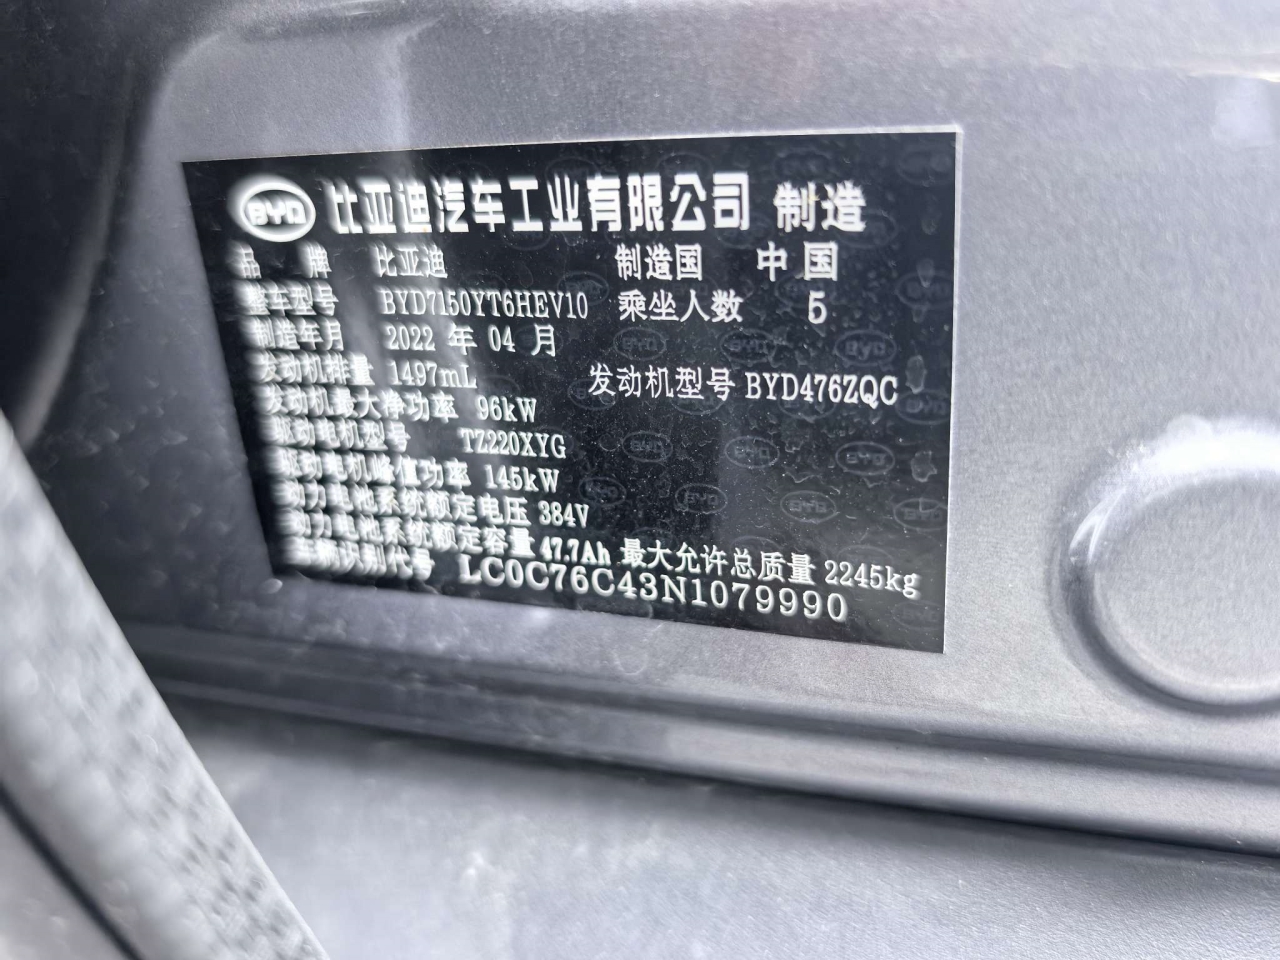 BYD 比亚迪汽车工业有限公司 制造
品 牌 比亚迪 制造国 中国
整车型号 BYD7150YT6HEV10 乘坐人数 5
制造年月 2022 年 04 月
发动机排量 1497mL 发动机型号 BYD476ZQC
发动机最大净功率 96kW
驱动电机型号 TZ220XYG
驱动电机峰值功率 145kW
动力电池系统额定电压 384V
动力电池系统额定容量 47.7Ah 最大允许总质量 2245kg
车辆识别代号 LC0C76C43N1079990